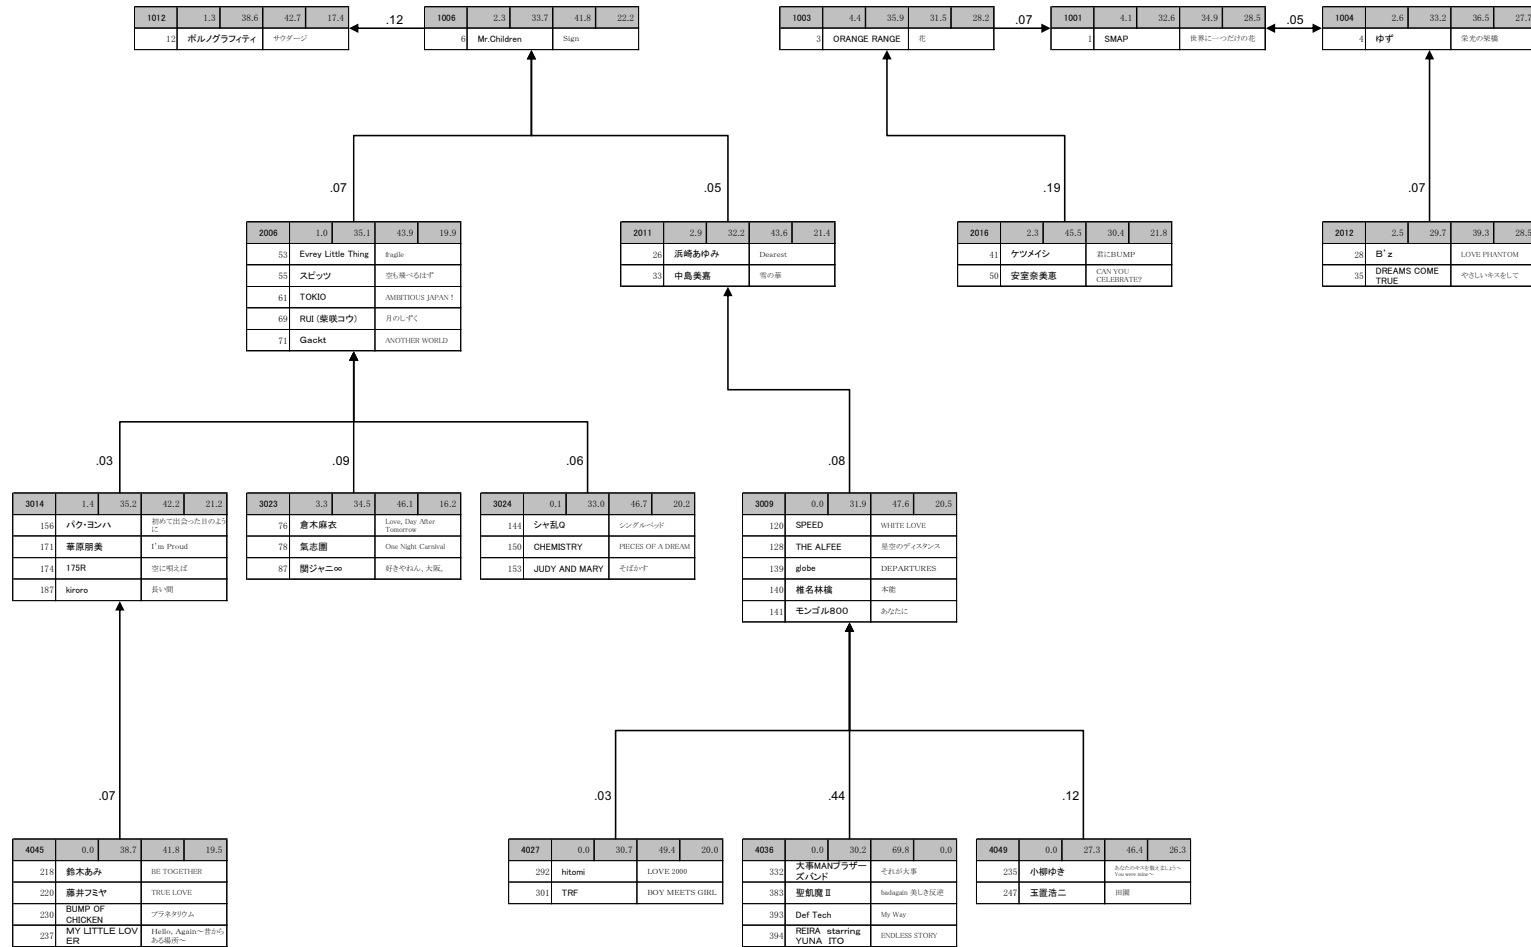 1012 1.3 38.6 42.7 17.4
12 ポルノグラフィティ サウダージ
.12
1006 2.3 33.7 41.8 22.2
6 Mr.Children Sign
1003 4.4 35.9 31.5 28.2
3 ORANGE RANGE 花
.07
1001 4.1 32.6 34.9 28.5
1 SMAP 世界に一つだけの花
.05
1004 2.6 33.2 36.5 27.7
4 ゆず 栄光の架橋
.07
.05
.19
.07
2006 1.0 35.1 43.9 19.9
53 Evrey Little Thing fragile
55 スピッツ 空も飛べるはず
61 TOKIO AMBITIOUS JAPAN !
69 RUI (柴咲コウ) 月のしずく
71 Gackt ANOTHER WORLD
2011 2.9 32.2 43.6 21.4
26 浜崎あゆみ Dearest
33 中島美嘉 雪の華
2016 2.3 45.5 30.4 21.8
41 ケツメイシ 君にBUMP
50 安室奈美恵 CAN YOU
CELEBRATE?
2012 2.5 29.7 39.3 28.5
28 B'z LOVE PHANTOM
35 DREAMS COME
TRUE やさしいキスをして
.03
.09
.06
.08
3014 1.4 35.2 42.2 21.2
156 パク・ヨンハ 初めて出会った日のよう
に
171 華原朋美 I'm Proud
174 175R 空に唄えば
187 kiroro 長い間
3023 3.3 34.5 46.1 16.2
76 倉木麻衣 Love, Day After
Tomorrow
78 氣志團 One Night Carnival
87 関ジャニ∞ 好きやねん、大阪。
3024 0.1 33.0 46.7 20.2
144 シャ乱Q シングルベッド
150 CHEMISTRY PIECES OF A DREAM
153 JUDY AND MARY そばかす
3009 0.0 31.9 47.6 20.5
120 SPEED WHITE LOVE
128 THE ALFEE 星空のディスタンス
139 globe DEPARTURES
140 椎名林檎 本能
141 モンゴル800 あなたに
.07
.03
.44
.12
4045 0.0 38.7 41.8 19.5
218 鈴木あみ BE TOGETHER
220 藤井フミヤ TRUE LOVE
230 BUMP OF
CHICKEN プラネタリウム
237 MY LITTLE LOV
ER Hello, Again～昔から
ある場所～
4027 0.0 30.7 49.4 20.0
292 hitomi LOVE 2000
301 TRF BOY MEETS GIRL
4036 0.0 30.2 69.8 0.0
332 大事MANブラザー
ズバンド それが大事
383 聖飢魔Ⅱ badagain 美しき反逆
393 Def Tech My Way
394 REIRA starring
YUNA ITO ENDLESS STORY
4049 0.0 27.3 46.4 26.3
235 小柳ゆき あなたのキスを数えましょう～
You were mine～
247 玉置浩二 田園